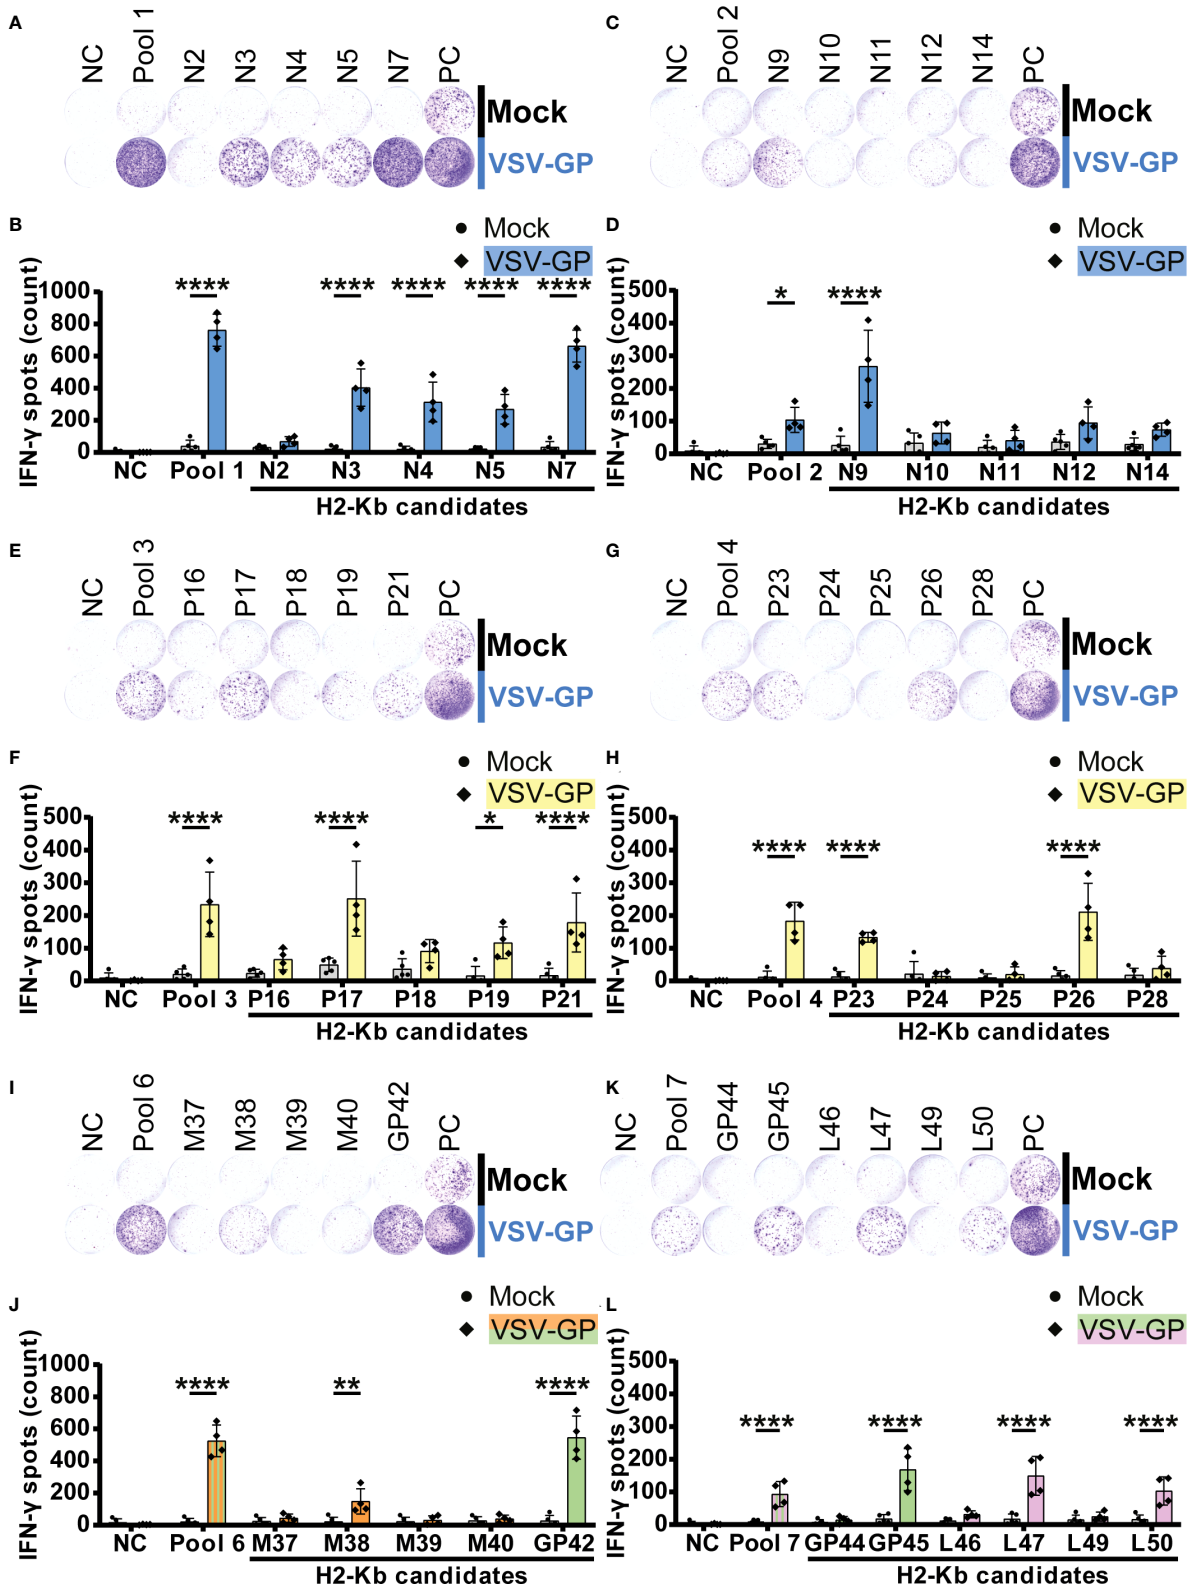 A
NC Pool 1 N2 N3 N4 N5 N7 PC
Mock
VSV-GP
B
Mock
VSV-GP
IFN-γ spots (count)
**** **** **** **** ****
1000
800
600
400
200
0
NC Pool 1 N2 N3 N4 N5 N7
H2-Kb candidates
C
NC Pool 2 N9 N10 N11 N12 N14 PC
Mock
VSV-GP
D
Mock
VSV-GP
IFN-γ spots (count)
* ****
500
400
300
200
100
0
NC Pool 2 N9 N10 N11 N12 N14
H2-Kb candidates
E
NC Pool 3 P16 P17 P18 P19 P21 PC
Mock
VSV-GP
F
Mock
VSV-GP
IFN-γ spots (count)
**** **** * ****
500
400
300
200
100
0
NC Pool 3 P16 P17 P18 P19 P21
H2-Kb candidates
G
NC Pool 4 P23 P24 P25 P26 P28 PC
Mock
VSV-GP
H
Mock
VSV-GP
IFN-γ spots (count)
**** **** ****
500
400
300
200
100
0
NC Pool 4 P23 P24 P25 P26 P28
H2-Kb candidates
I
NC Pool 6 M37 M38 M39 M40 GP42 PC
Mock
VSV-GP
J
Mock
VSV-GP
IFN-γ spots (count)
**** ** ****
1000
800
600
400
200
0
NC Pool 6 M37 M38 M39 M40 GP42
H2-Kb candidates
K
NC Pool 7 GP44 GP45 L46 L47 L49 L50 PC
Mock
VSV-GP
L
Mock
VSV-GP
IFN-γ spots (count)
**** **** **** ****
500
400
300
200
100
0
NC Pool 7 GP44 GP45 L46 L47 L49 L50
H2-Kb candidates